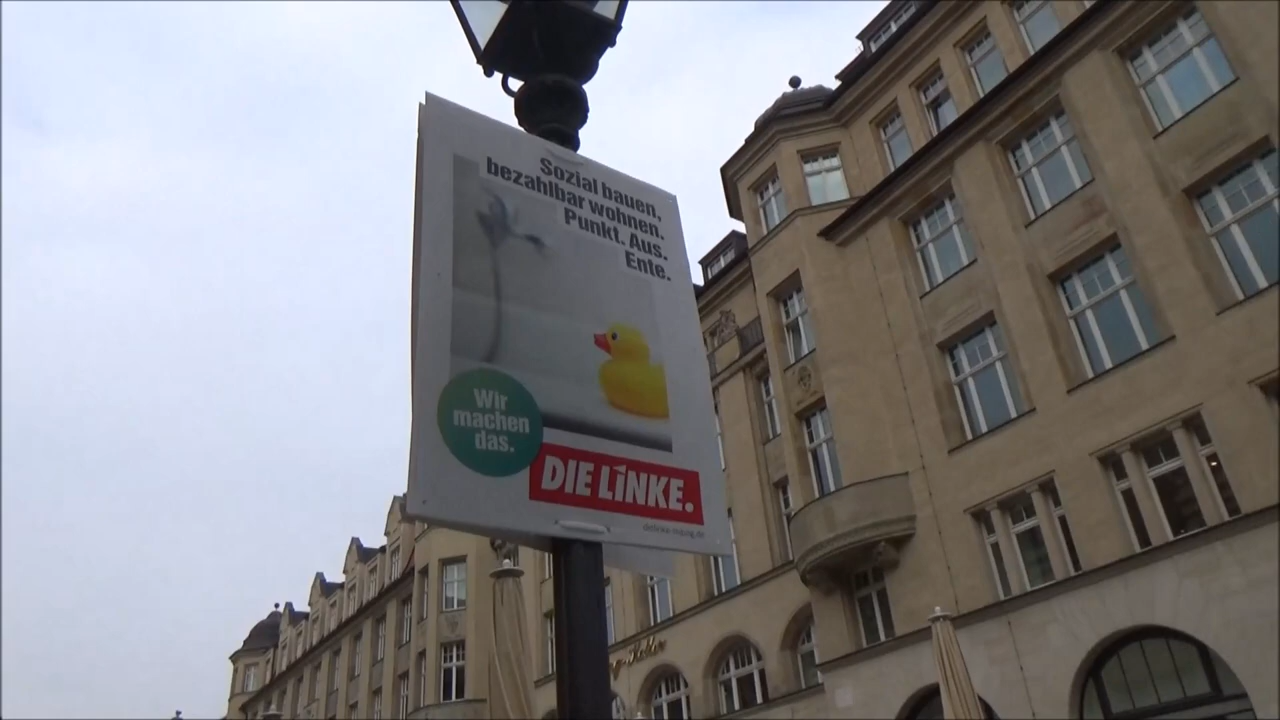 Sozial bauen,
bezahlbar wohnen.
Punkt. Aus.
Ente.
Wir
machen
das.
DIE LINKE.